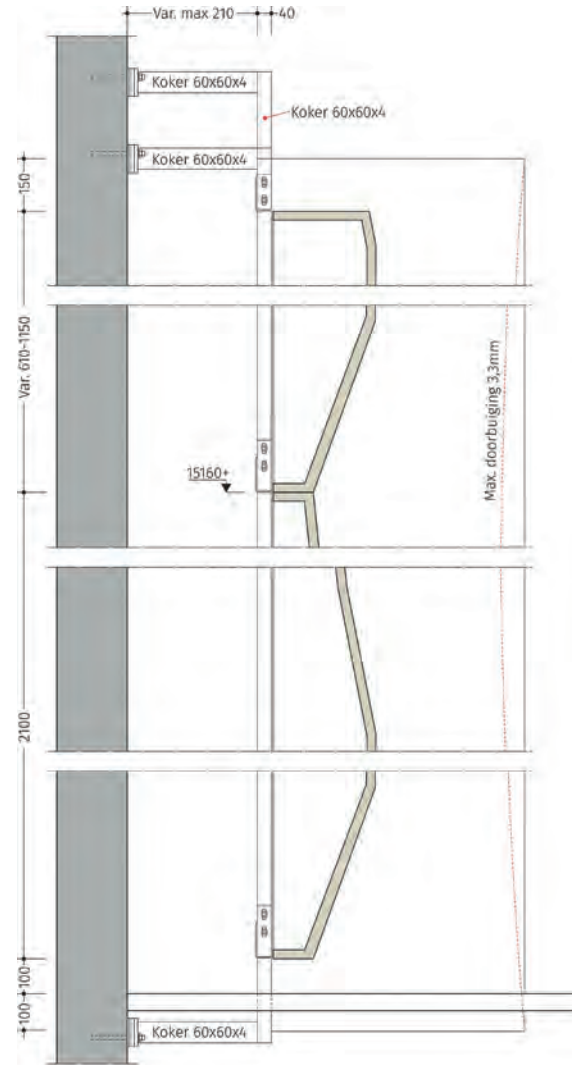 Var. max 210
40
Koker 60x60x4
Koker 60x60x4
Koker 60x60x4
150
Var. 610-1150
Max. doorbuiging 3,3mm
15160+
2100
100
100
Koker 60x60x4